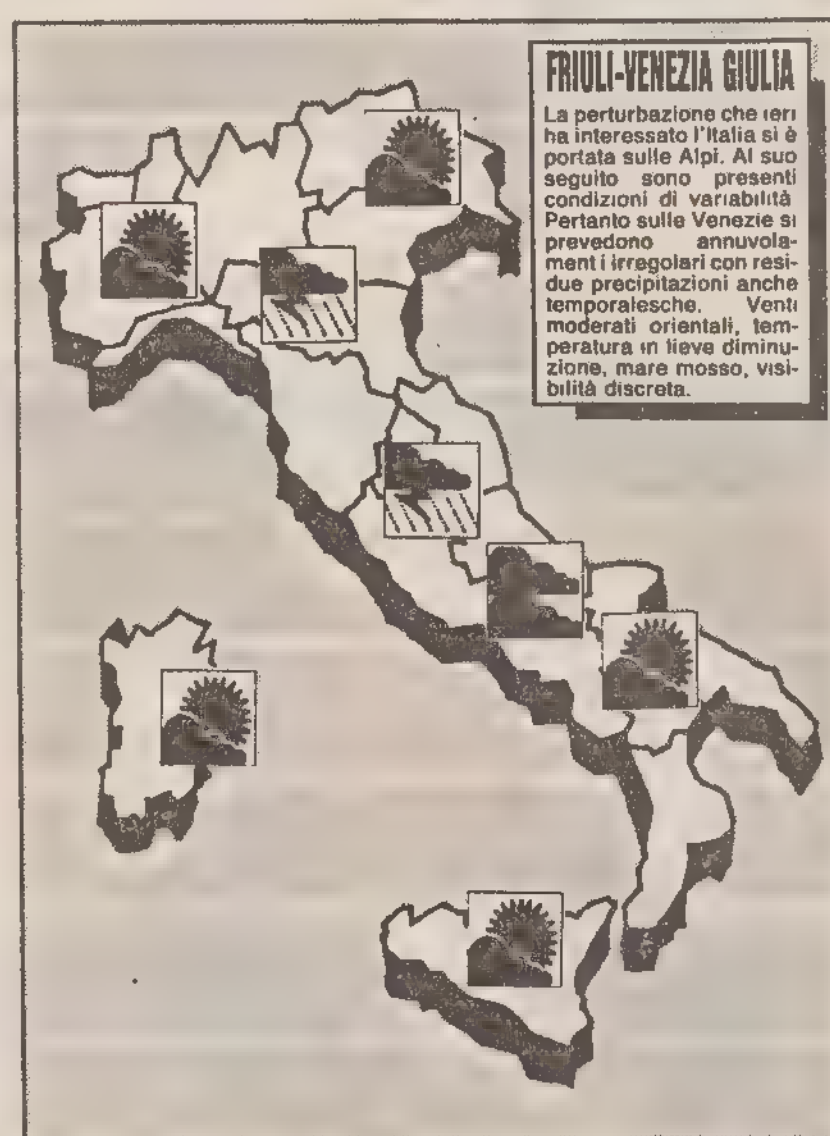 FRIULI-VENEZIA GIULIA
La perturbazione che ieri
ha interessato l'Italia si è
portata sulle Alpi. Al suo
seguito sono presenti
condizioni di variabilità
Pertanto sulle Venezie si
prevedono annuvola-
menti irregolari con resi-
due precipitazioni anche
temporalesche. Venti
moderati orientali, tem-
peratura in lieve diminu-
zione, mare mosso, visi-
bilità discreta.